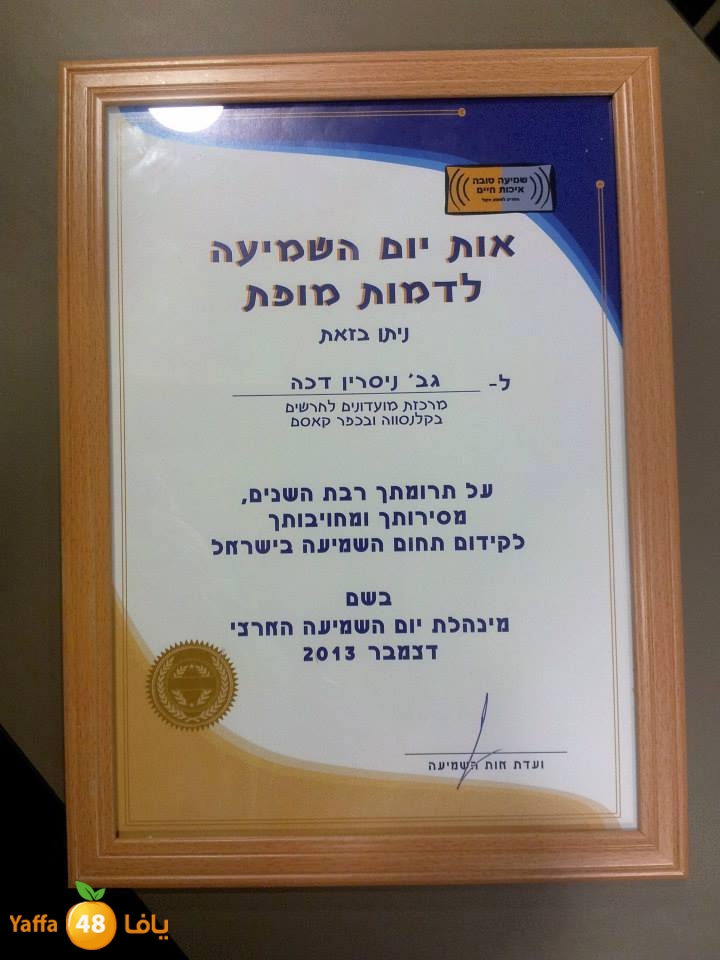 שמיעה טובה
איכות חיים
אות יום השמיעה
לדמות מופת
ניתן בזאת
ל- גב' ניסרין דכה
מרכזת מועדונים לחרשים
בקלנסווה ובכפר קאסם
על תרומתך רבת השנים,
מסירותך ומחויבותך
לקידום תחום השמיעה בישראל
בשם
מינהלת יום השמיעה הארצי
דצמבר 2013
ועדת אות השמיעה
Yaffa 48 يافا